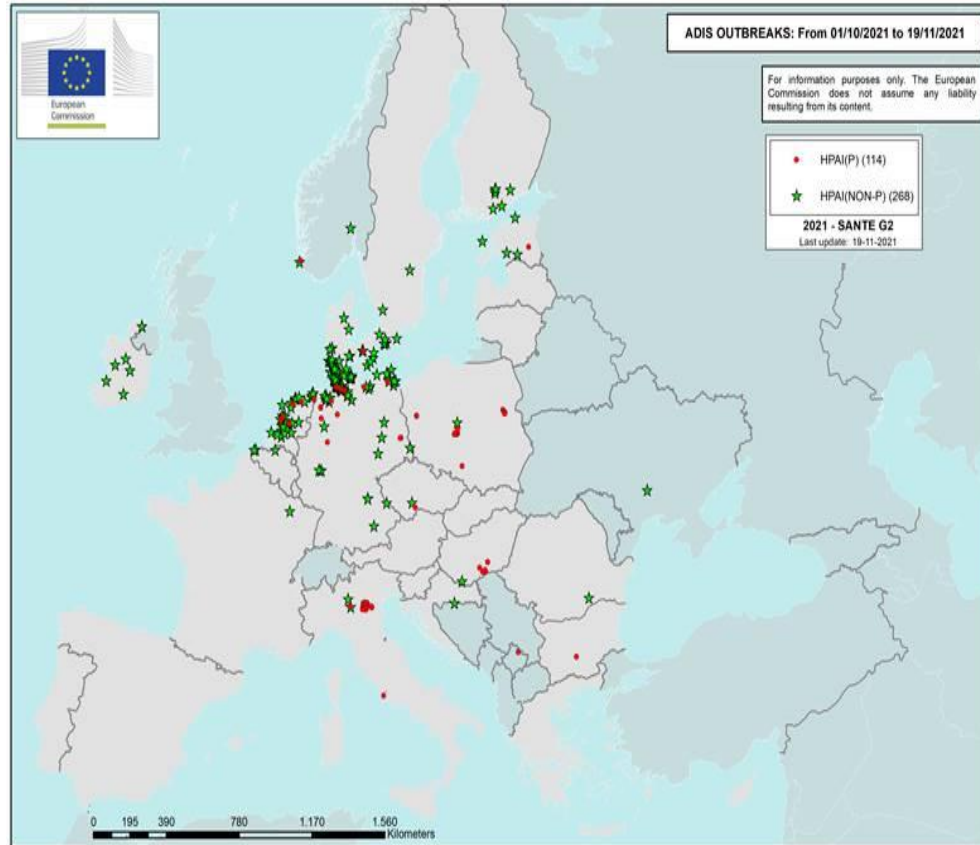 European
Commission
ADIS OUTBREAKS: From 01/10/2021 to 19/11/2021
For information purposes only. The European
Commission does not assume any liability
resulting from its content.
HPAI(P) (114)
HPAI(NON-P) (268)
2021 - SANTE G2
Last update: 19-11-2021
0 195 390 780 1.170 1.560
Kilometers